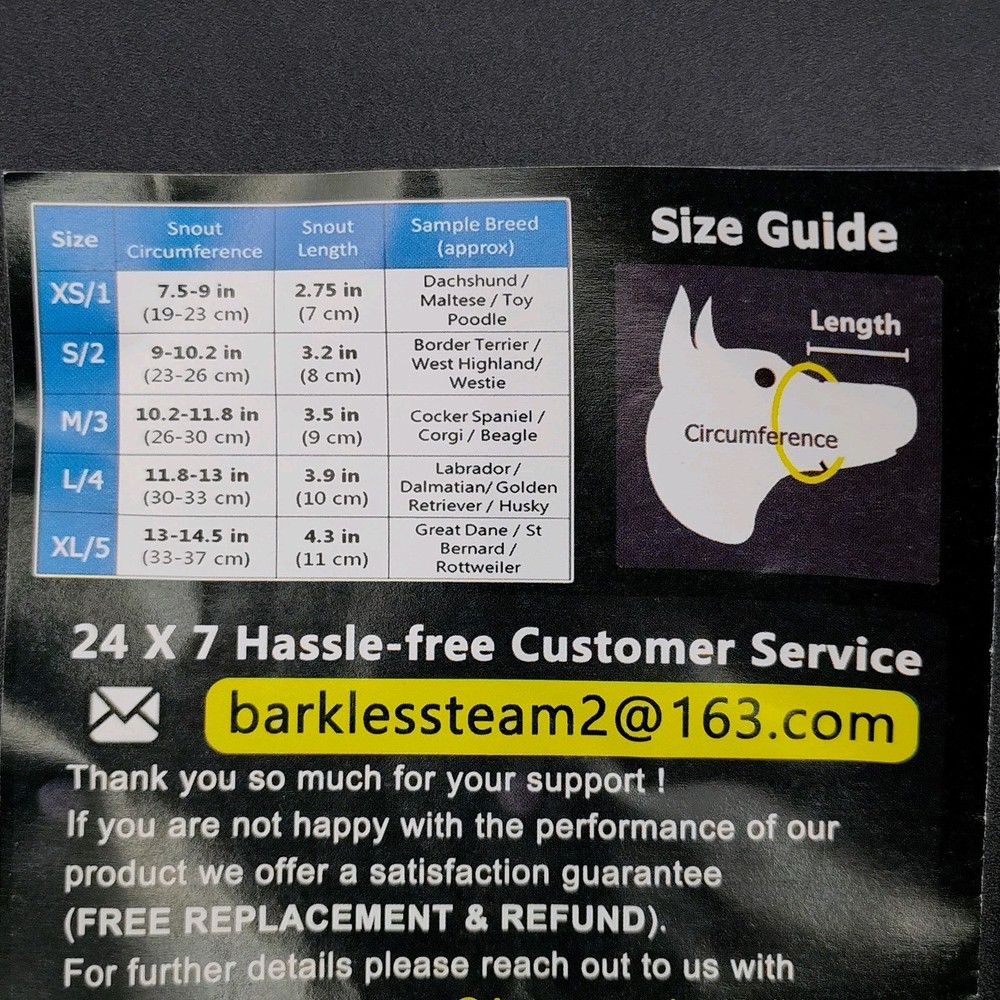 Size Guide
Size Snout Circumference Snout Length Sample Breed (approx)
XS/1 7.5-9 in (19-23 cm) 2.75 in (7 cm) Dachshund / Maltese / Toy Poodle
S/2 9-10.2 in (23-26 cm) 3.2 in (8 cm) Border Terrier / West Highland/ Westie
M/3 10.2-11.8 in (26-30 cm) 3.5 in (9 cm) Cocker Spaniel / Corgi / Beagle
L/4 11.8-13 in (30-33 cm) 3.9 in (10 cm) Labrador / Dalmatian/ Golden Retriever / Husky
XL/5 13-14.5 in (33-37 cm) 4.3 in (11 cm) Great Dane / St Bernard / Rottweiler
Length
Circumference
24 X 7 Hassle-free Customer Service
barklessteam2@163.com
Thank you so much for your support !
If you are not happy with the performance of our
product we offer a satisfaction guarantee
(FREE REPLACEMENT & REFUND).
For further details please reach out to us with